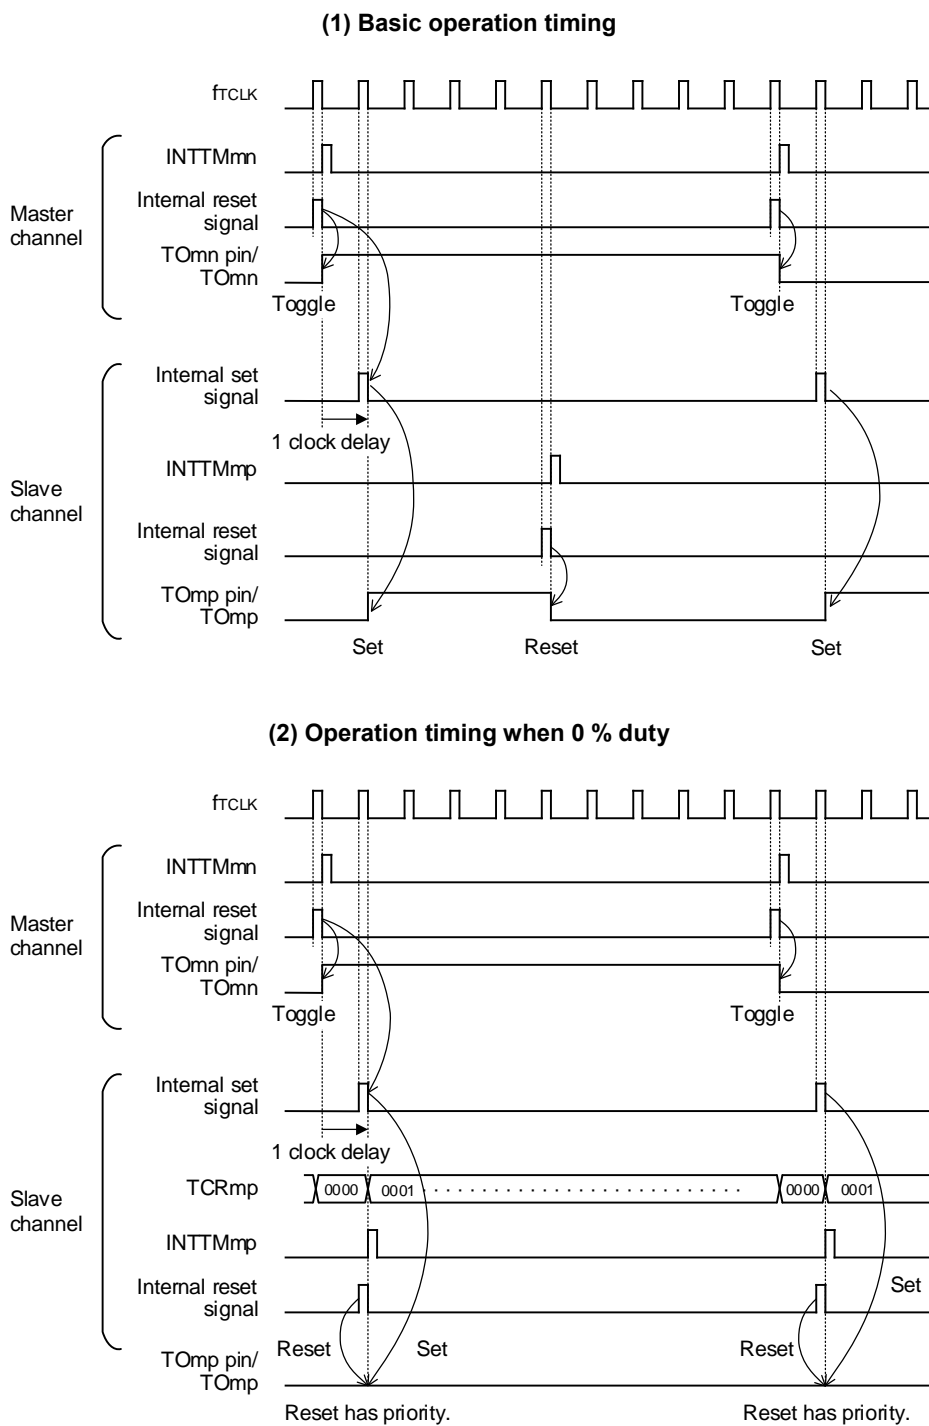 (1) Basic operation timing
fTCLK
INTTMmn
Internal reset
signal
Master
channel
TOmn pin/
TOmn
Toggle
Toggle
Internal set
signal
1 clock delay
INTTMmp
Slave
channel
Internal reset
signal
TOmp pin/
TOmp
Set
Reset
Set
(2) Operation timing when 0 % duty
fTCLK
INTTMmn
Internal reset
signal
Master
channel
TOmn pin/
TOmn
Toggle
Toggle
Internal set
signal
1 clock delay
TCRmp
0000
0001
0000
0001
Slave
channel
INTTMmp
Internal reset
signal
Set
Reset
Set
Reset
TOmp pin/
TOmp
Reset has priority.
Reset has priority.